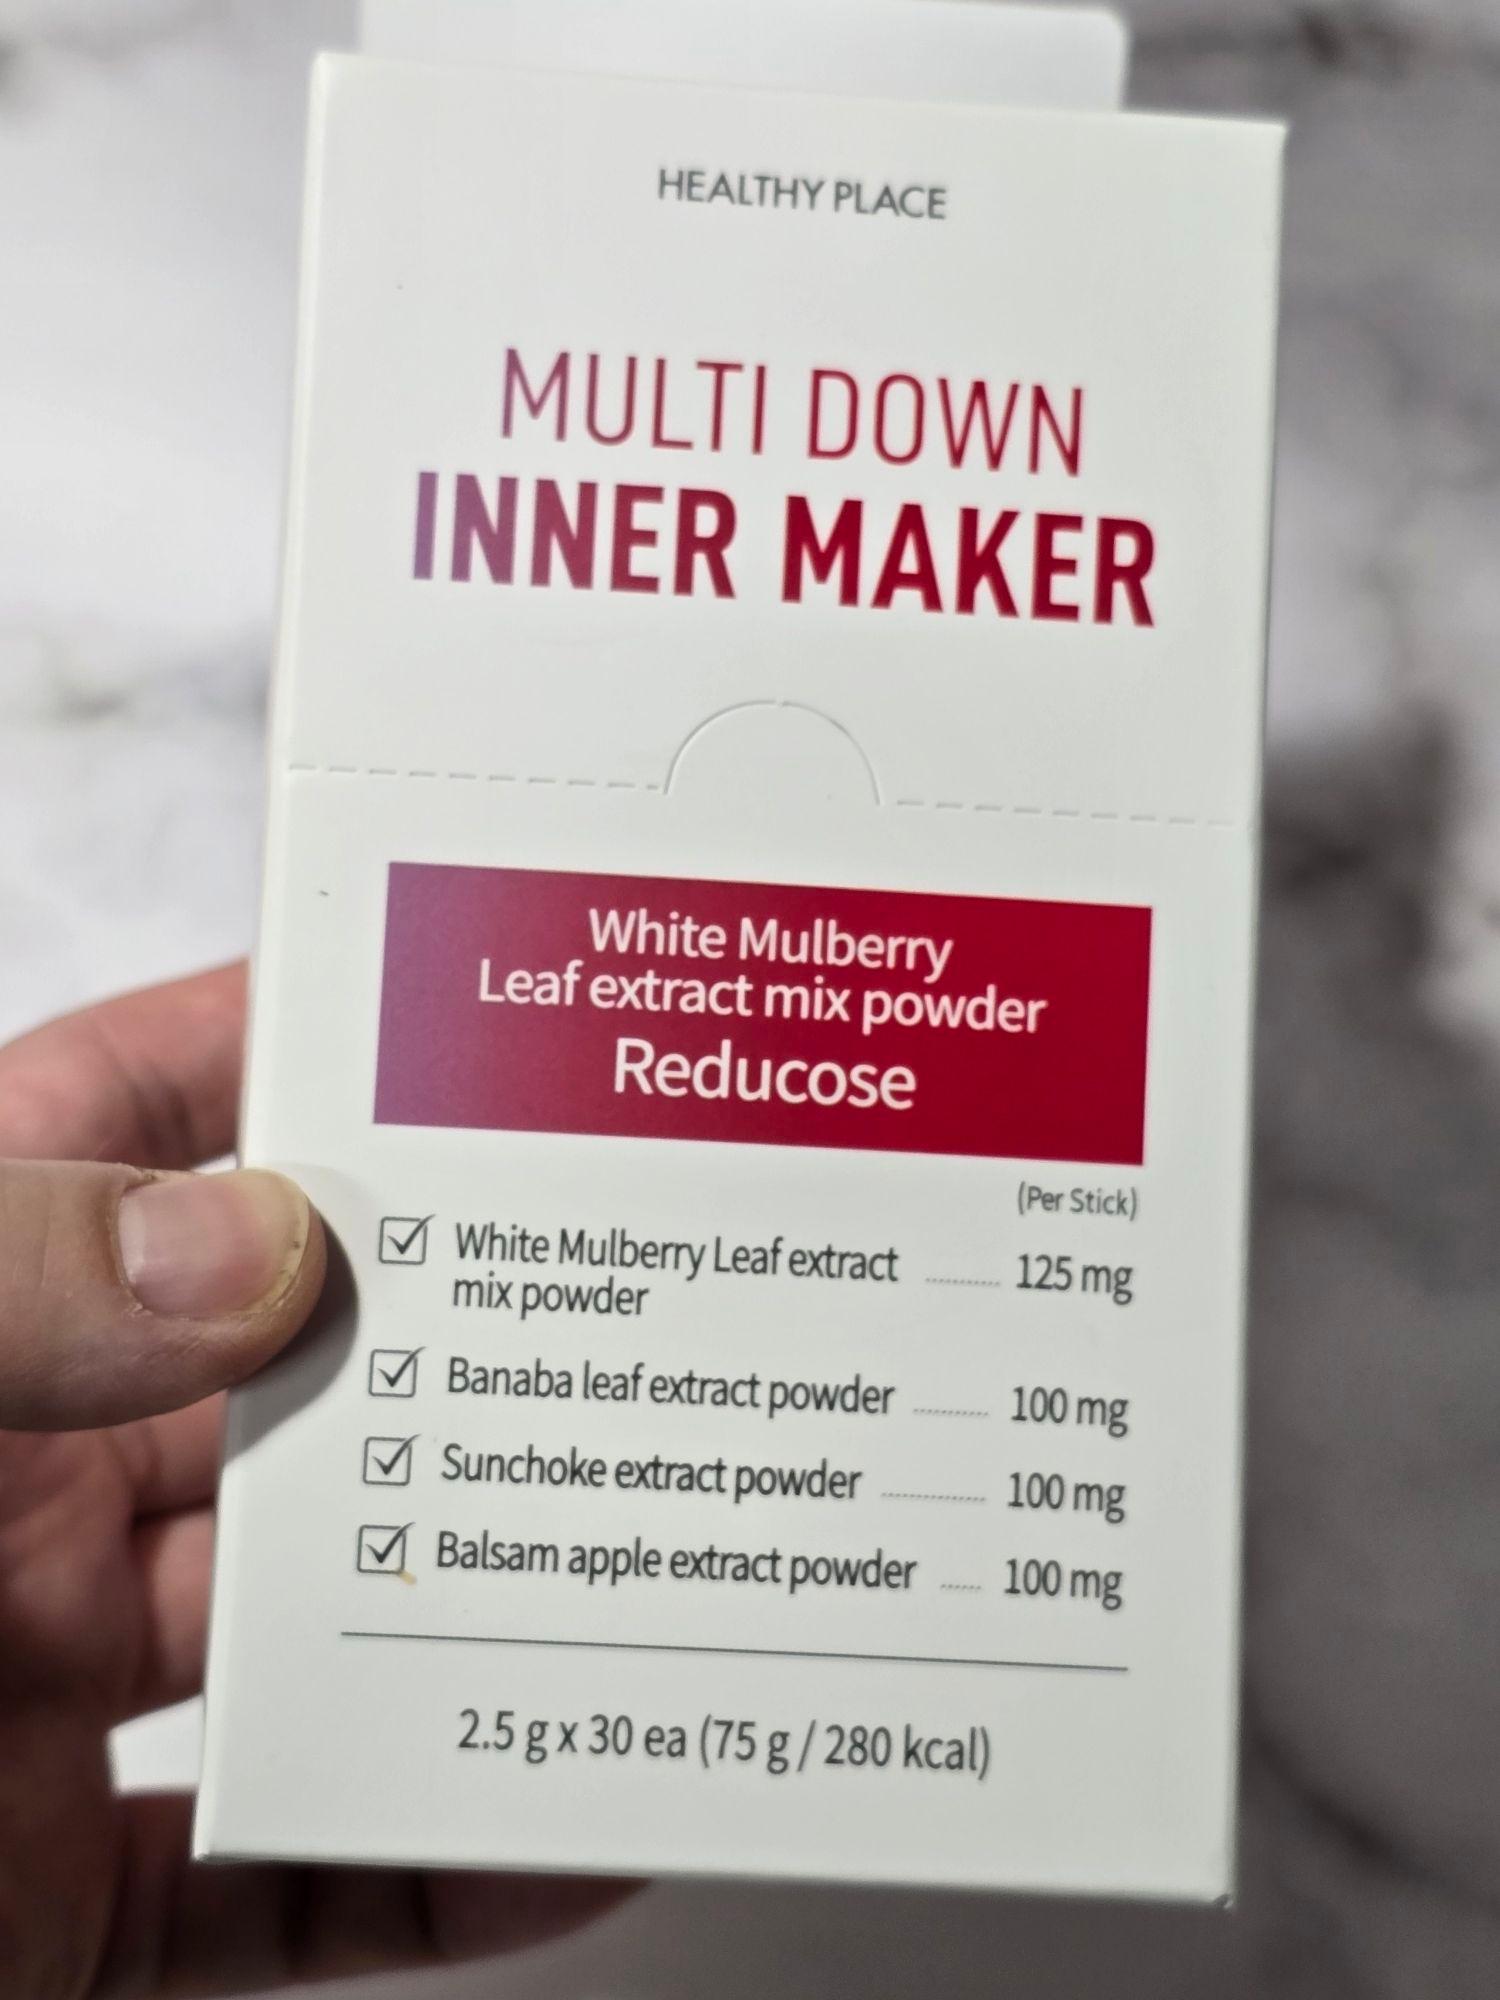 HEALTHY PLACE
MULTI DOWN
INNER MAKER
White Mulberry
Leaf extract mix powder
Reducose
(Per Stick)
White Mulberry Leaf extract ............ 125 mg
mix powder
Banaba leaf extract powder ............ 100 mg
Sunchoke extract powder ................. 100 mg
Balsam apple extract powder ....... 100 mg
2.5 g x 30 ea (75 g / 280 kcal)